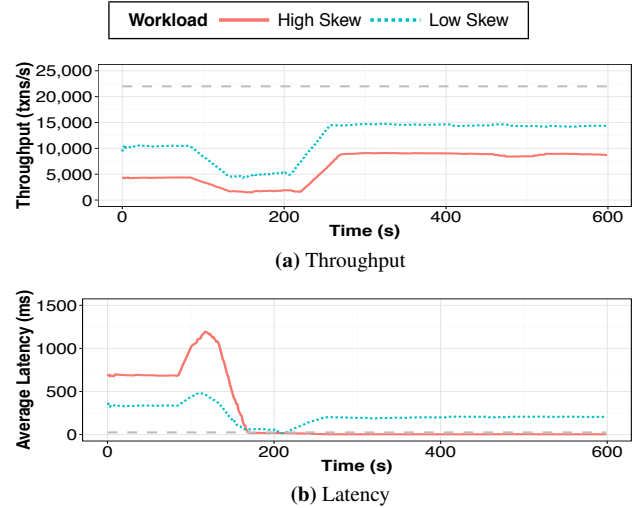 Workload High Skew Low Skew
Throughput (txns/s)
25,000
20,000
15,000
10,000
5,000
0
0 200 400 600
Time (s)
(a) Throughput
Average Latency (ms)
1500
1000
500
0
0 200 400 600
Time (s)
(b) Latency